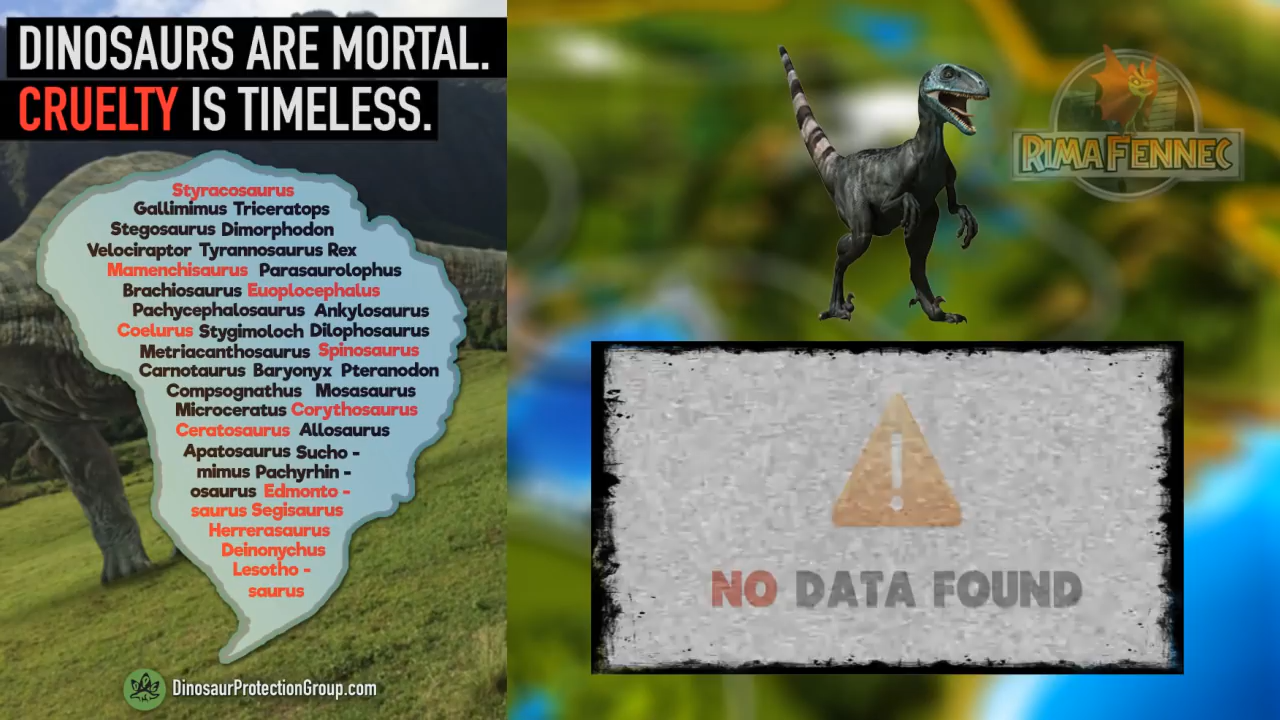 DINOSAURS ARE MORTAL.
CRUELTY IS TIMELESS.
Styracosaurus
Gallimimus Triceratops
Stegosaurus Dimorphodon
Velociraptor Tyrannosaurus Rex
Mamenchisaurus Parasaurolophus
Brachiosaurus Euoplocephalus
Pachycephalosaurus Ankylosaurus
Coelurus Stygimoloch Dilophosaurus
Metriacanthosaurus Spinosaurus
Carnotaurus Baryonyx Pteranodon
Compsognathus Mosasaurus
Microceratus Corythosaurus
Ceratosaurus Allosaurus
Apatosaurus Sucho -
mimus Pachyrhin -
osaurus Edmonto -
saurus Segisaurus
Herrerasaurus
Deinonychus
Lesotho -
saurus
DinosaurProtectionGroup.com
RIMA FENNEC
NO DATA FOUND